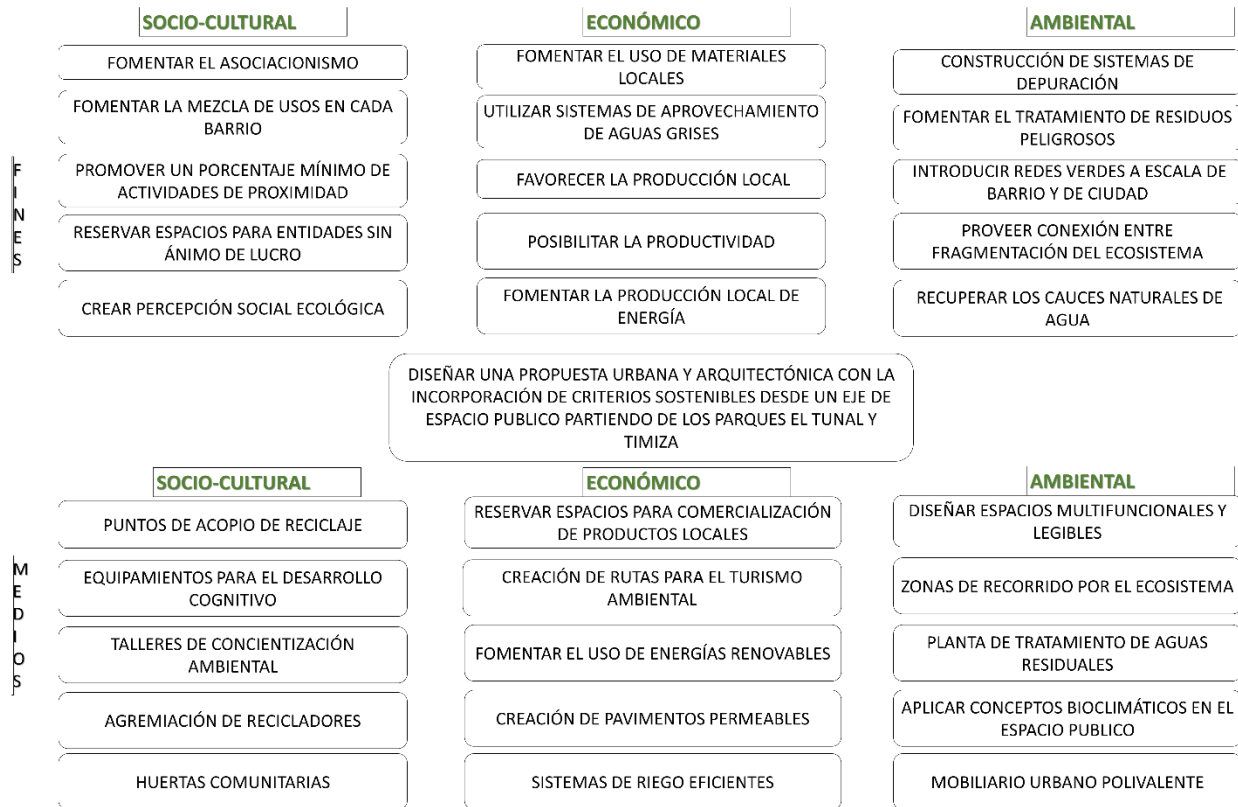 SOCIO-CULTURAL
ECONÓMICO
AMBIENTAL
FINES
FOMENTAR EL ASOCIACIONISMO
FOMENTAR EL USO DE MATERIALES
LOCALES
CONSTRUCCIÓN DE SISTEMAS DE
DEPURACIÓN
FOMENTAR LA MEZCLA DE USOS EN CADA
BARRIO
UTILIZAR SISTEMAS DE APROVECHAMIENTO
DE AGUAS GRISES
FOMENTAR EL TRATAMIENTO DE RESIDUOS
PELIGROSOS
PROMOVER UN PORCENTAJE MÍNIMO DE
ACTIVIDADES DE PROXIMIDAD
FAVORECER LA PRODUCCIÓN LOCAL
INTRODUCIR REDES VERDES A ESCALA DE
BARRIO Y DE CIUDAD
RESERVAR ESPACIOS PARA ENTIDADES SIN
ÁNIMO DE LUCRO
POSIBILITAR LA PRODUCTIVIDAD
PROVEER CONEXIÓN ENTRE
FRAGMENTACIÓN DEL ECOSISTEMA
CREAR PERCEPCIÓN SOCIAL ECOLÓGICA
FOMENTAR LA PRODUCCIÓN LOCAL DE
ENERGÍA
RECUPERAR LOS CAUCES NATURALES DE
AGUA
DISEÑAR UNA PROPUESTA URBANA Y ARQUITECTÓNICA CON LA
INCORPORACIÓN DE CRITERIOS SOSTENIBLES DESDE UN EJE DE
ESPACIO PUBLICO PARTIENDO DE LOS PARQUES EL TUNAL Y
TIMIZA
SOCIO-CULTURAL
ECONÓMICO
AMBIENTAL
MEDIOS
PUNTOS DE ACOPIO DE RECICLAJE
RESERVAR ESPACIOS PARA COMERCIALIZACIÓN
DE PRODUCTOS LOCALES
DISEÑAR ESPACIOS MULTIFUNCIONALES Y
LEGIBLES
EQUIPAMIENTOS PARA EL DESARROLLO
COGNITIVO
CREACIÓN DE RUTAS PARA EL TURISMO
AMBIENTAL
ZONAS DE RECORRIDO POR EL ECOSISTEMA
TALLERES DE CONCIENTIZACIÓN
AMBIENTAL
FOMENTAR EL USO DE ENERGÍAS RENOVABLES
PLANTA DE TRATAMIENTO DE AGUAS
RESIDUALES
AGREMIACIÓN DE RECICLADORES
CREACIÓN DE PAVIMENTOS PERMEABLES
APLICAR CONCEPTOS BIOCLIMÁTICOS EN EL
ESPACIO PUBLICO
HUERTAS COMUNITARIAS
SISTEMAS DE RIEGO EFICIENTES
MOBILIARIO URBANO POLIVALENTE